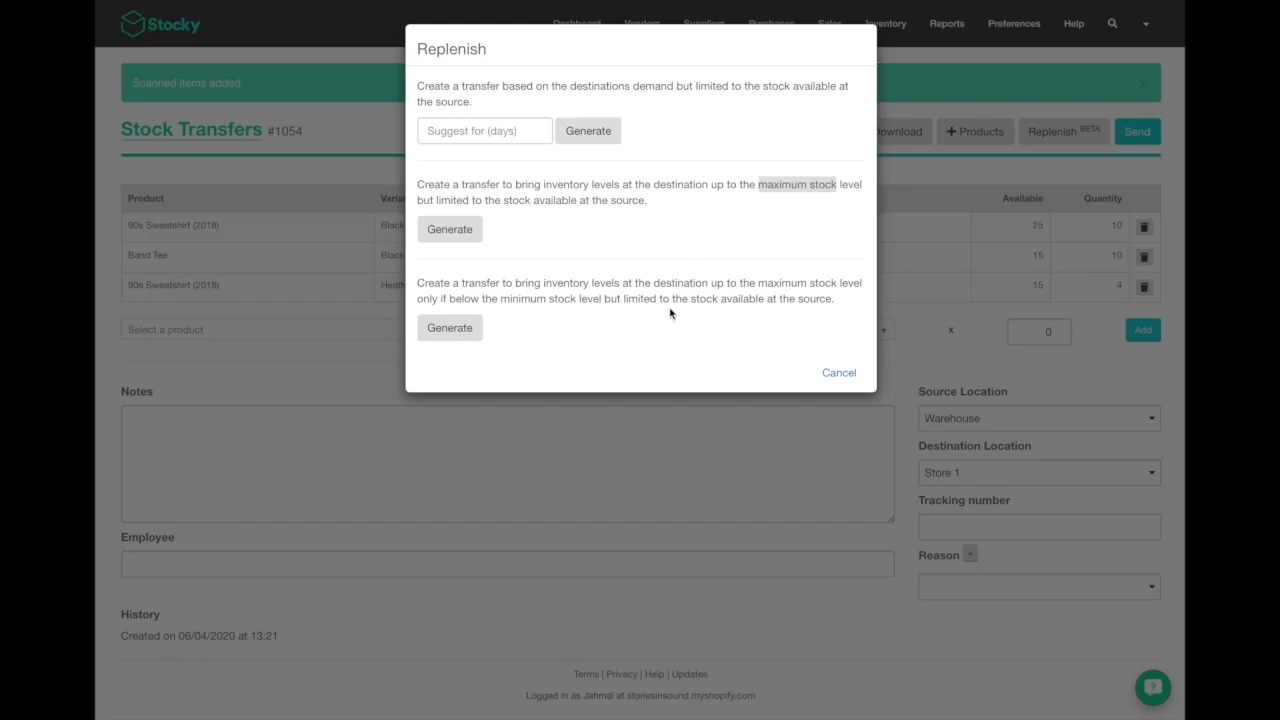 Stocky
Dashboard Vendors Suppliers Purchases Sales Inventory Reports Preferences Help
Replenish
Scanned items added
Create a transfer based on the destinations demand but limited to the stock available at
the source.
Stock Transfers #1054
Suggest for (days) Generate
Download + Products Replenish BETA Send
Create a transfer to bring inventory levels at the destination up to the maximum stock level
but limited to the stock available at the source.
Generate
Product Available Quantity
90s Sweatshirt (2018) Black 25 10
Band Tee Black 15 10
90s Sweatshirt (2018) 15 4
Create a transfer to bring inventory levels at the destination up to the maximum stock level
only if below the minimum stock level but limited to the stock available at the source.
Generate
Select a product x 0 Add
Cancel
Notes
Source Location
Warehouse
Destination Location
Store 1
Tracking number
Employee
Reason
History
Created on 06/04/2020 at 13:21
Terms | Privacy | Help | Updates
Logged in as Jahmal at storiesinsound.myshopify.com